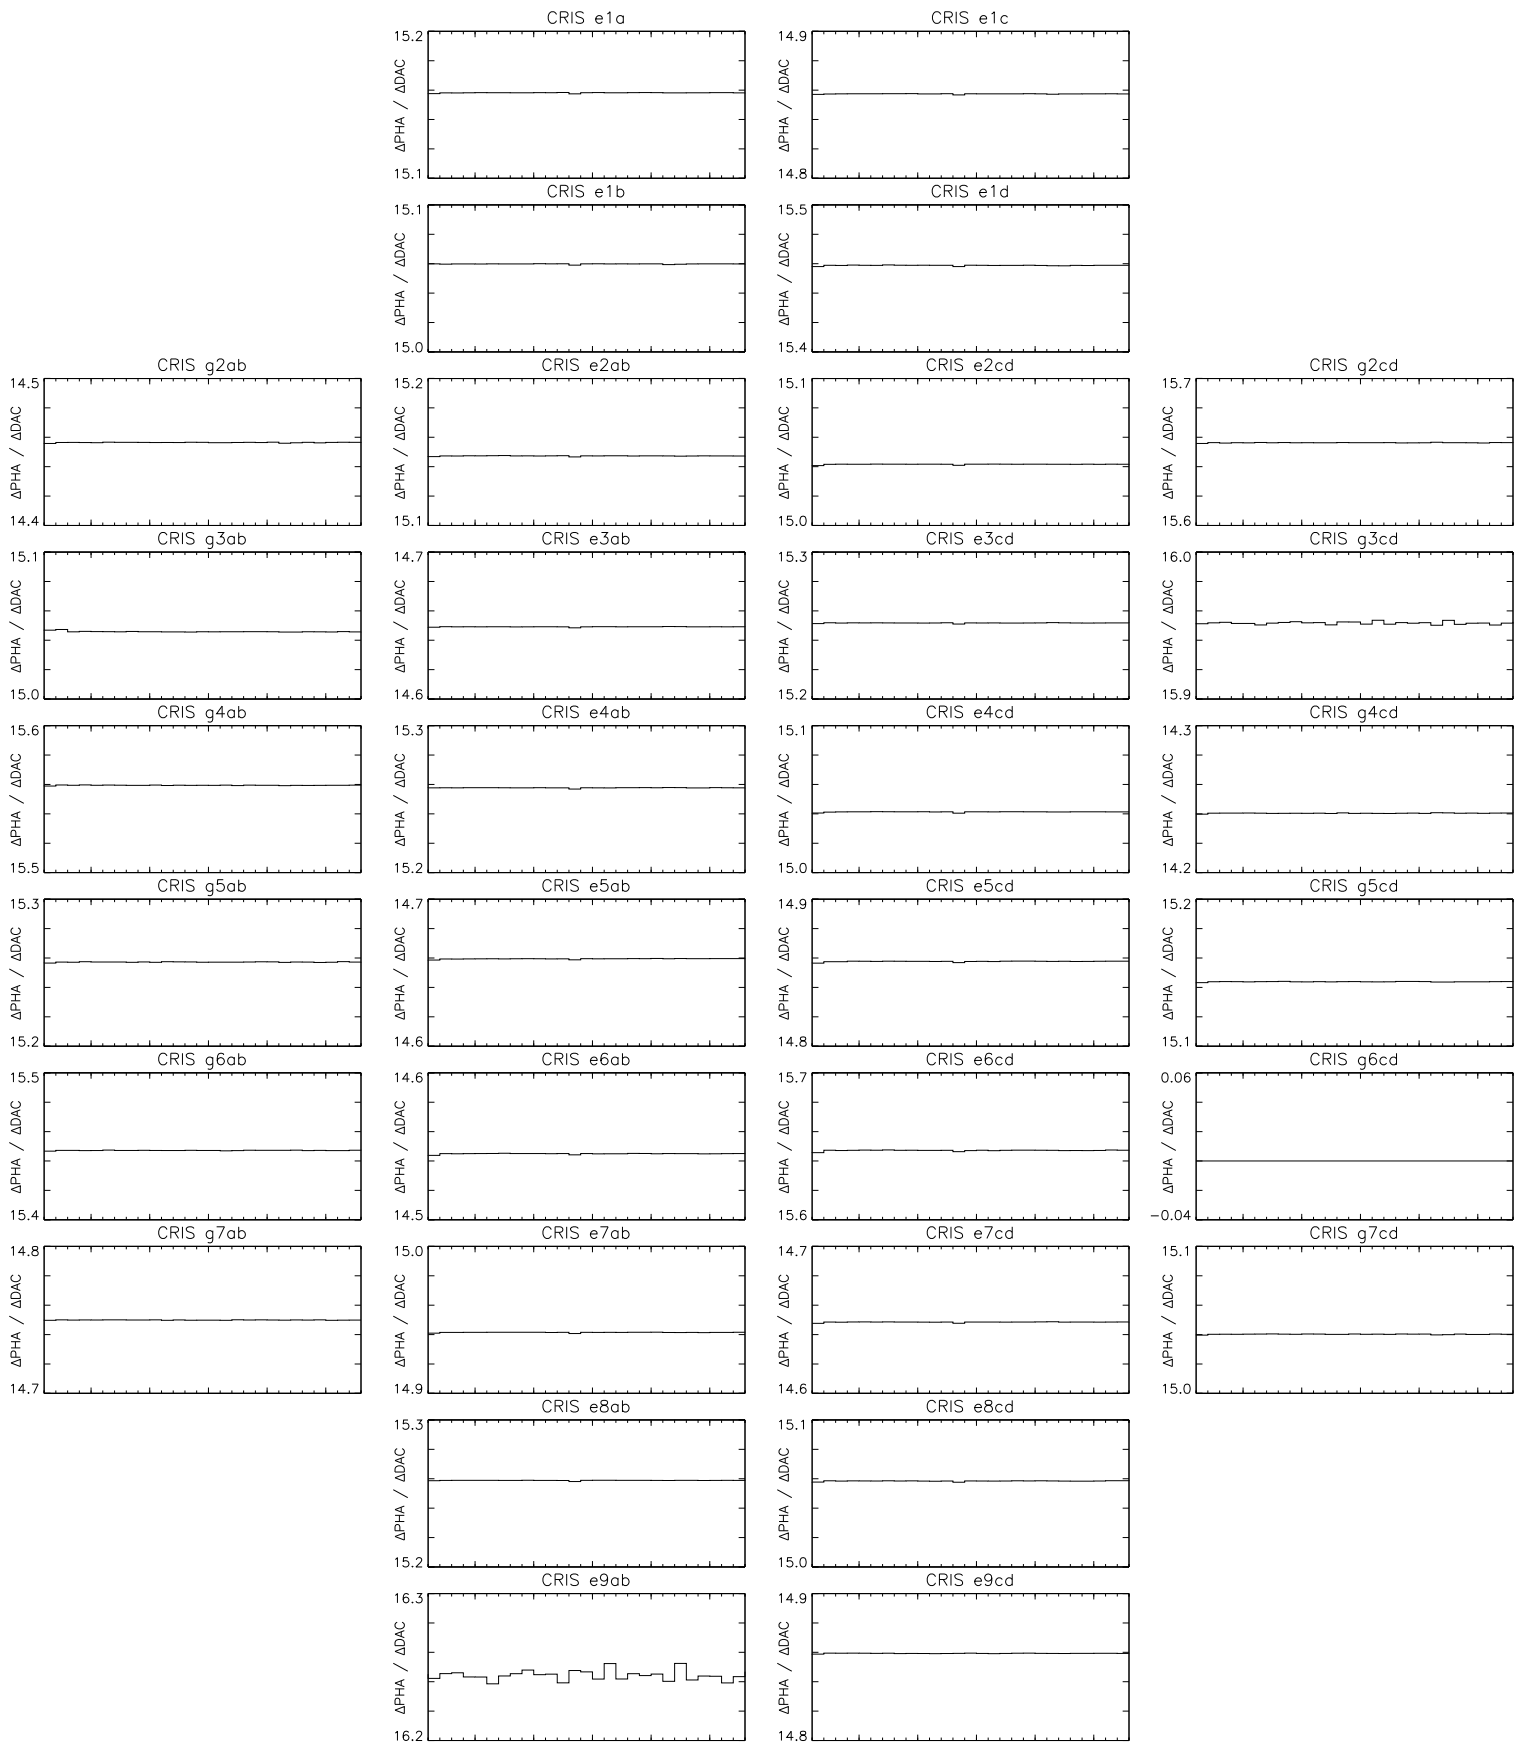 CRIS e1a
15.2
ΔPHA / ΔDAC
15.1
CRIS e1c
14.9
ΔPHA / ΔDAC
14.8
CRIS e1b
15.1
ΔPHA / ΔDAC
15.0
CRIS e1d
15.5
ΔPHA / ΔDAC
15.4
CRIS g2ab
14.5
ΔPHA / ΔDAC
14.4
CRIS e2ab
15.2
ΔPHA / ΔDAC
15.1
CRIS e2cd
15.1
ΔPHA / ΔDAC
15.0
CRIS g2cd
15.7
ΔPHA / ΔDAC
15.6
CRIS g3ab
15.1
ΔPHA / ΔDAC
15.0
CRIS e3ab
14.7
ΔPHA / ΔDAC
14.6
CRIS e3cd
15.3
ΔPHA / ΔDAC
15.2
CRIS g3cd
16.0
ΔPHA / ΔDAC
15.9
CRIS g4ab
15.6
ΔPHA / ΔDAC
15.5
CRIS e4ab
15.3
ΔPHA / ΔDAC
15.2
CRIS e4cd
15.1
ΔPHA / ΔDAC
15.0
CRIS g4cd
14.3
ΔPHA / ΔDAC
14.2
CRIS g5ab
15.3
ΔPHA / ΔDAC
15.2
CRIS e5ab
14.7
ΔPHA / ΔDAC
14.6
CRIS e5cd
14.9
ΔPHA / ΔDAC
14.8
CRIS g5cd
15.2
ΔPHA / ΔDAC
15.1
CRIS g6ab
15.5
ΔPHA / ΔDAC
15.4
CRIS e6ab
14.6
ΔPHA / ΔDAC
14.5
CRIS e6cd
15.7
ΔPHA / ΔDAC
15.6
CRIS g6cd
0.06
ΔPHA / ΔDAC
−0.04
CRIS g7ab
14.8
ΔPHA / ΔDAC
14.7
CRIS e7ab
15.0
ΔPHA / ΔDAC
14.9
CRIS e7cd
14.7
ΔPHA / ΔDAC
14.6
CRIS g7cd
15.1
ΔPHA / ΔDAC
15.0
CRIS e8ab
15.3
ΔPHA / ΔDAC
15.2
CRIS e8cd
15.1
ΔPHA / ΔDAC
15.0
CRIS e9ab
16.3
ΔPHA / ΔDAC
16.2
CRIS e9cd
14.9
ΔPHA / ΔDAC
14.8